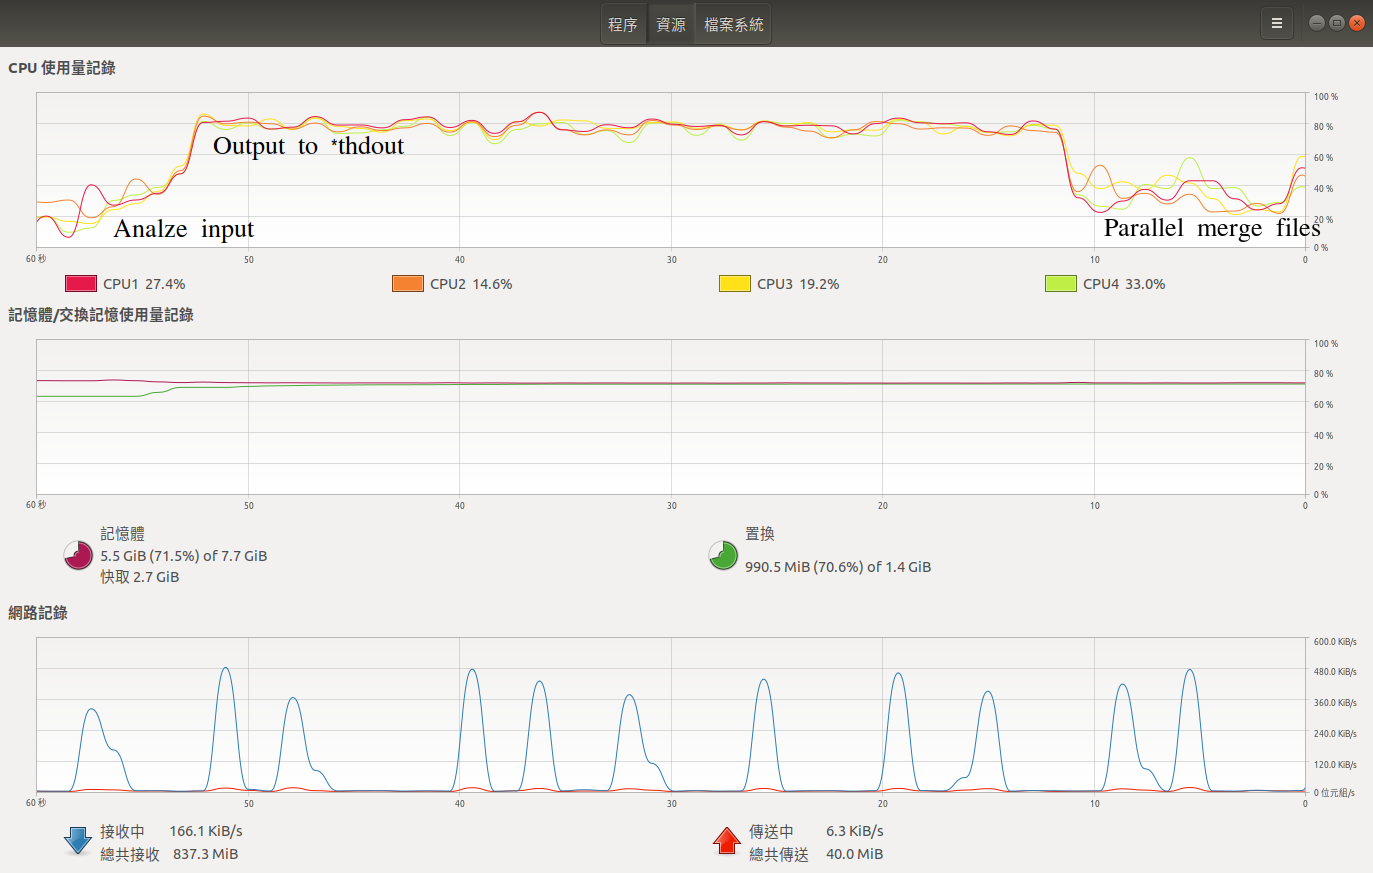 程序 資源 檔案系統
CPU 使用量記錄
100 %
80 %
60 %
40 %
20 %
0 %
Output to *thdout
Analze input
Parallel merge files
60 秒 50 40 30 20 10 0
CPU1 27.4% CPU2 14.6% CPU3 19.2% CPU4 33.0%
記憶體/交換記憶使用量記錄
100 %
80 %
60 %
40 %
20 %
0 %
60 秒 50 40 30 20 10 0
記憶體 置換
5.5 GiB (71.5%) of 7.7 GiB
990.5 MiB (70.6%) of 1.4 GiB
快取 2.7 GiB
網路記錄
600.0 KiB/s
480.0 KiB/s
360.0 KiB/s
240.0 KiB/s
120.0 KiB/s
0 位元組/s
60 秒 50 40 30 20 10 0
接收中 166.1 KiB/s 傳送中 6.3 KiB/s
總共接收 837.3 MiB 總共傳送 40.0 MiB